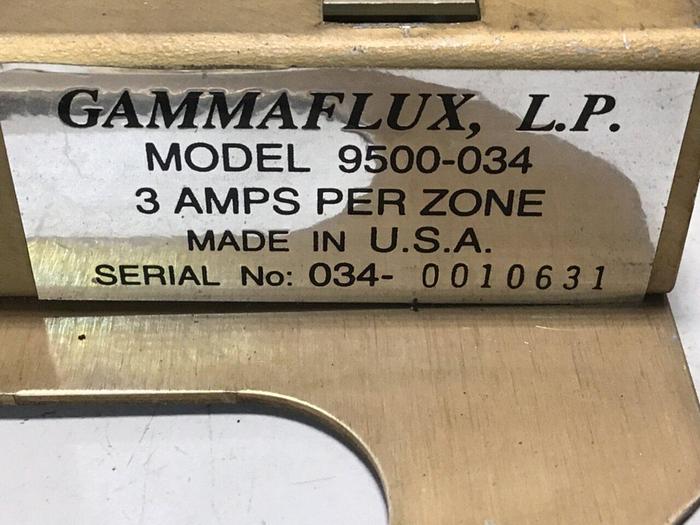 GAMMAFLUX, L.P.
MODEL 9500-034
3 AMPS PER ZONE
MADE IN U.S.A.
SERIAL No: 034- 0010631